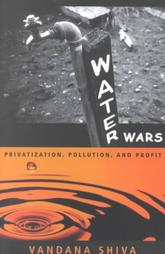 WATER
WARS
PRIVATIZATION, POLLUTION, AND PROFIT
VANDANA SHIVA